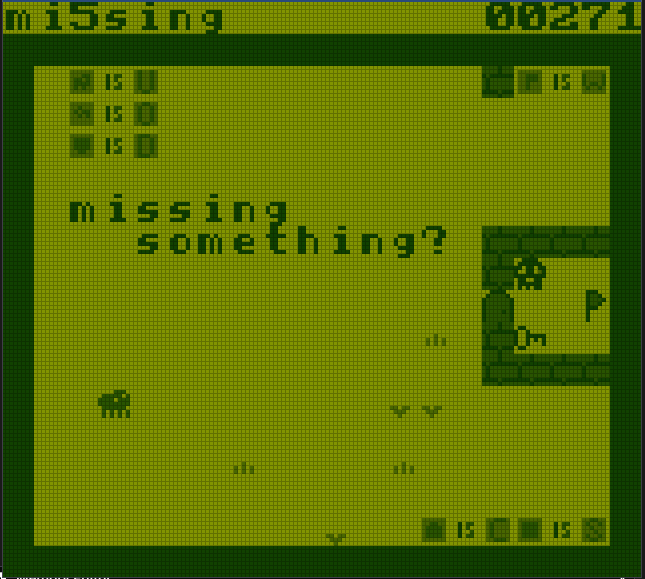 mi5sing 00271
IS U IS W
IS O
IS D
missing
something?
IS C IS S